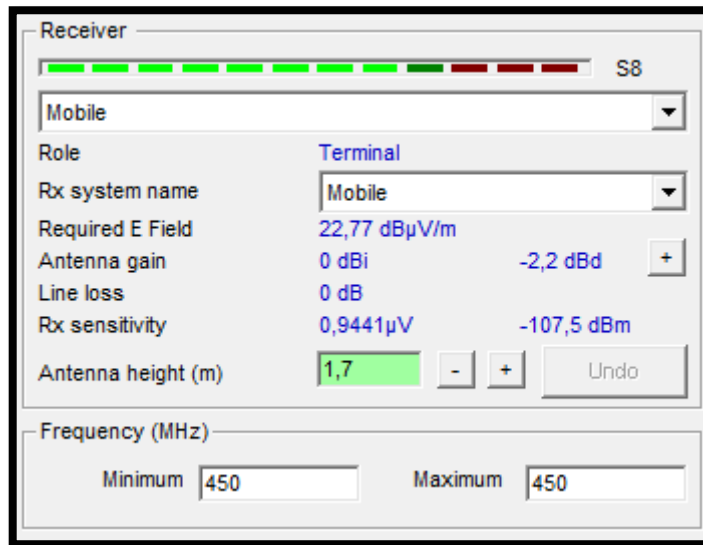 Receiver
S8
Mobile
Role Terminal
Rx system name Mobile
Required E Field 22,77 dBµV/m
Antenna gain 0 dBi -2,2 dBd +
Line loss 0 dB
Rx sensitivity 0,9441µV -107,5 dBm
Antenna height (m) 1,7 - + Undo
Frequency (MHz)
Minimum 450 Maximum 450